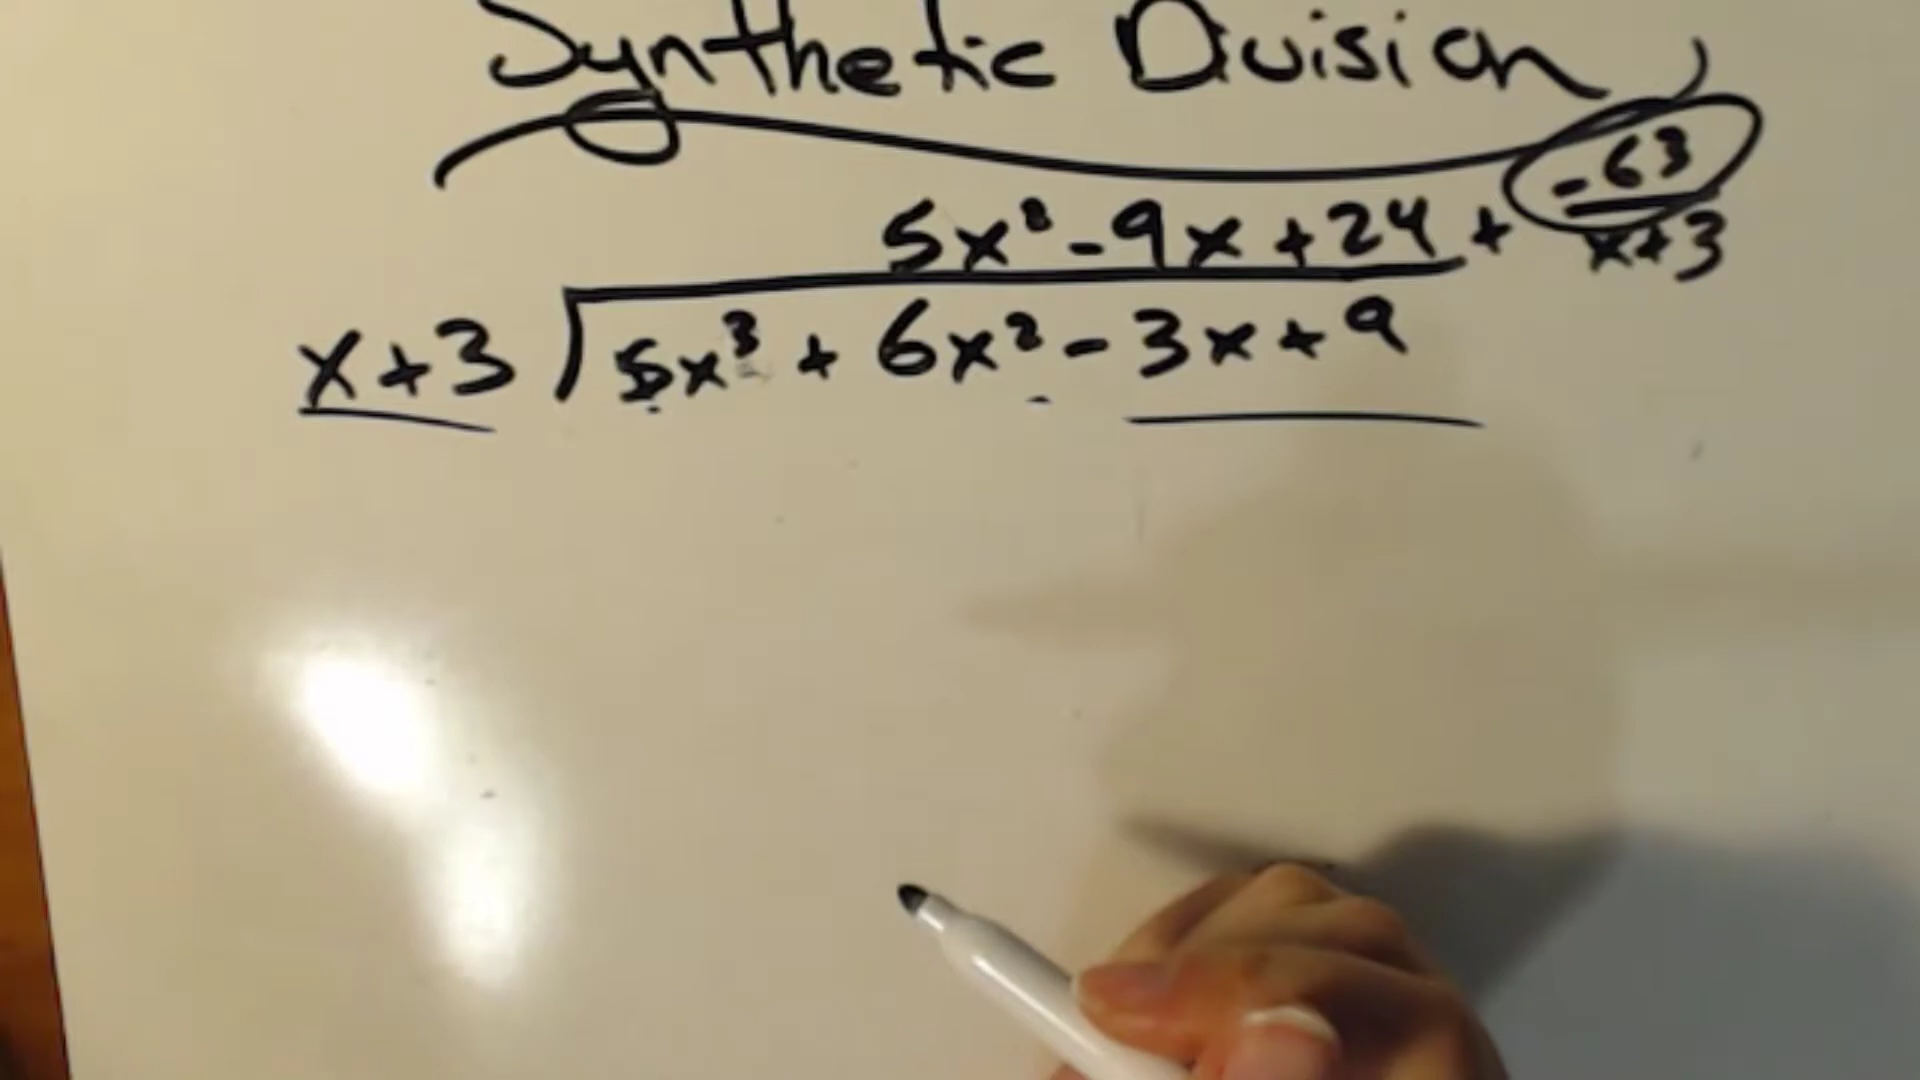 Synthetic Division
-63
5x² - 9x + 24 + x+3
x+3 5x³ + 6x² - 3x + 9